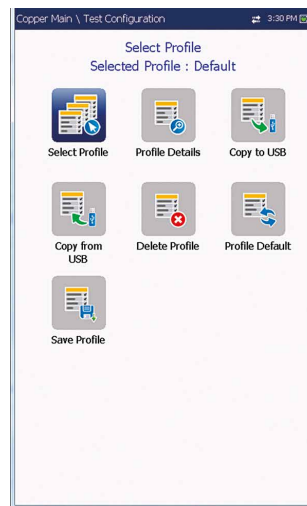 Copper Main \ Test Configuration 3:30 PM
Select Profile
Selected Profile : Default
Select Profile Profile Details Copy to USB
Copy from USB Delete Profile Profile Default
Save Profile